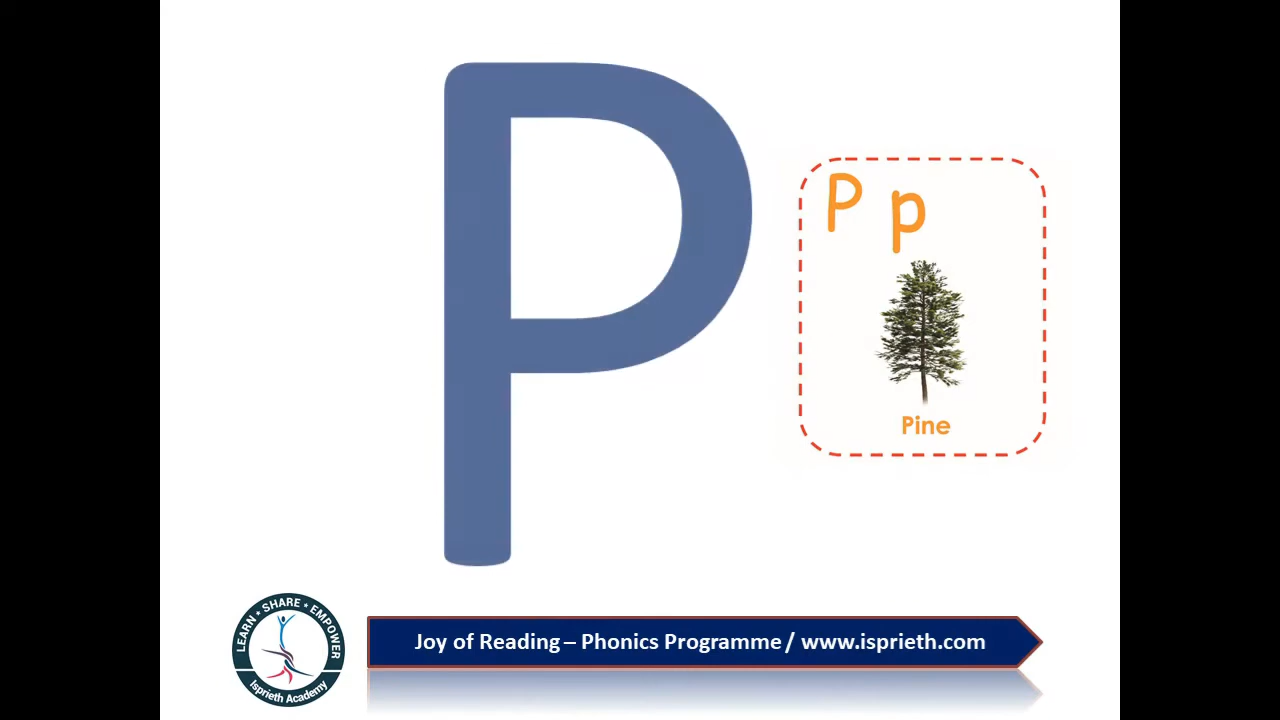 P
P p
Pine
LEARN * SHARE * EMPOWER
Isprieth Academy
Joy of Reading – Phonics Programme / www.isprieth.com